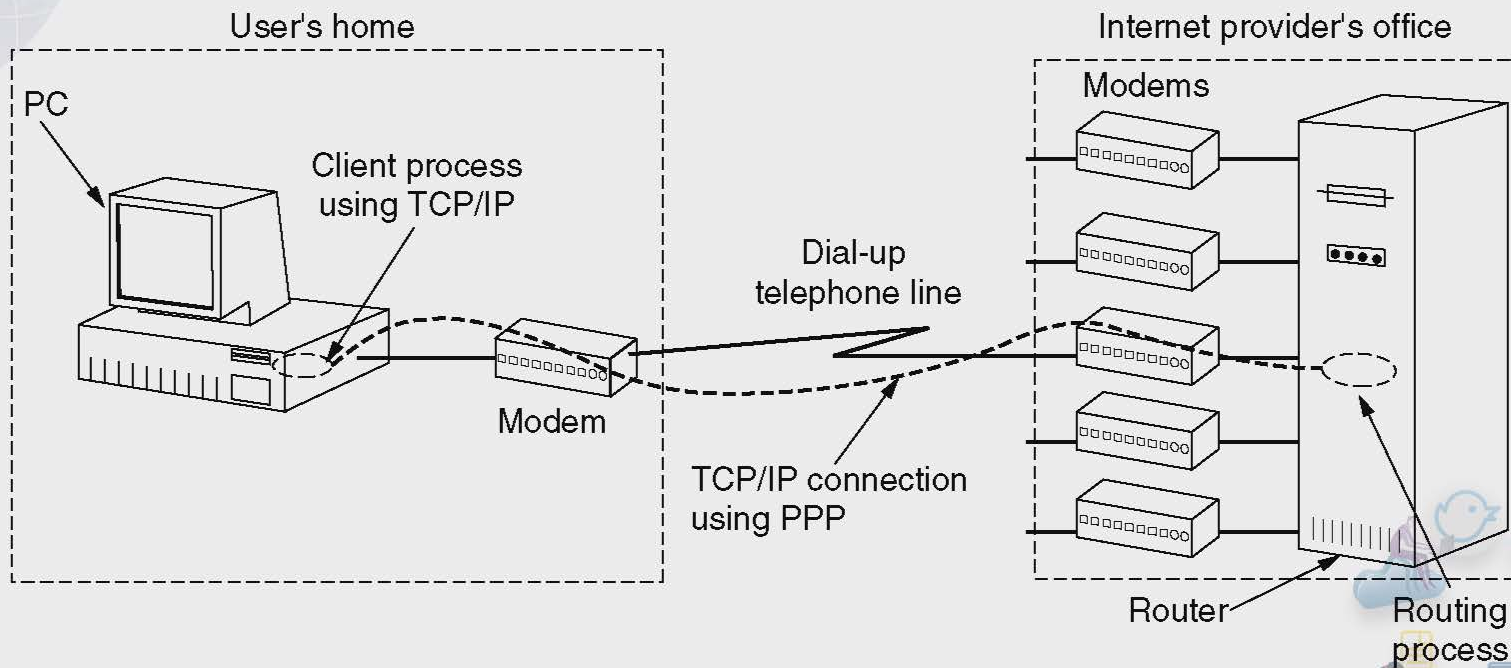 User's home
Internet provider's office
PC
Modems
Client process
using TCP/IP
Dial-up
telephone line
Modem
TCP/IP connection
using PPP
Router
Routing
process